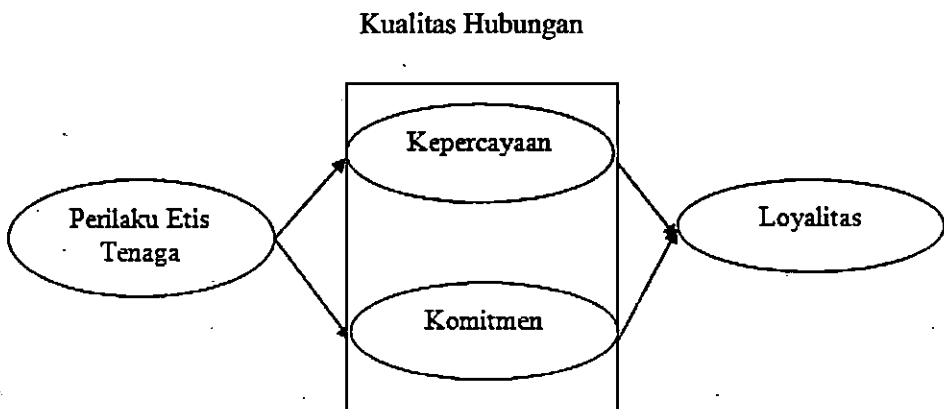 Kualitas Hubungan
Kepercayaan
Perilaku Etis
Tenaga
Loyalitas
Komitmen